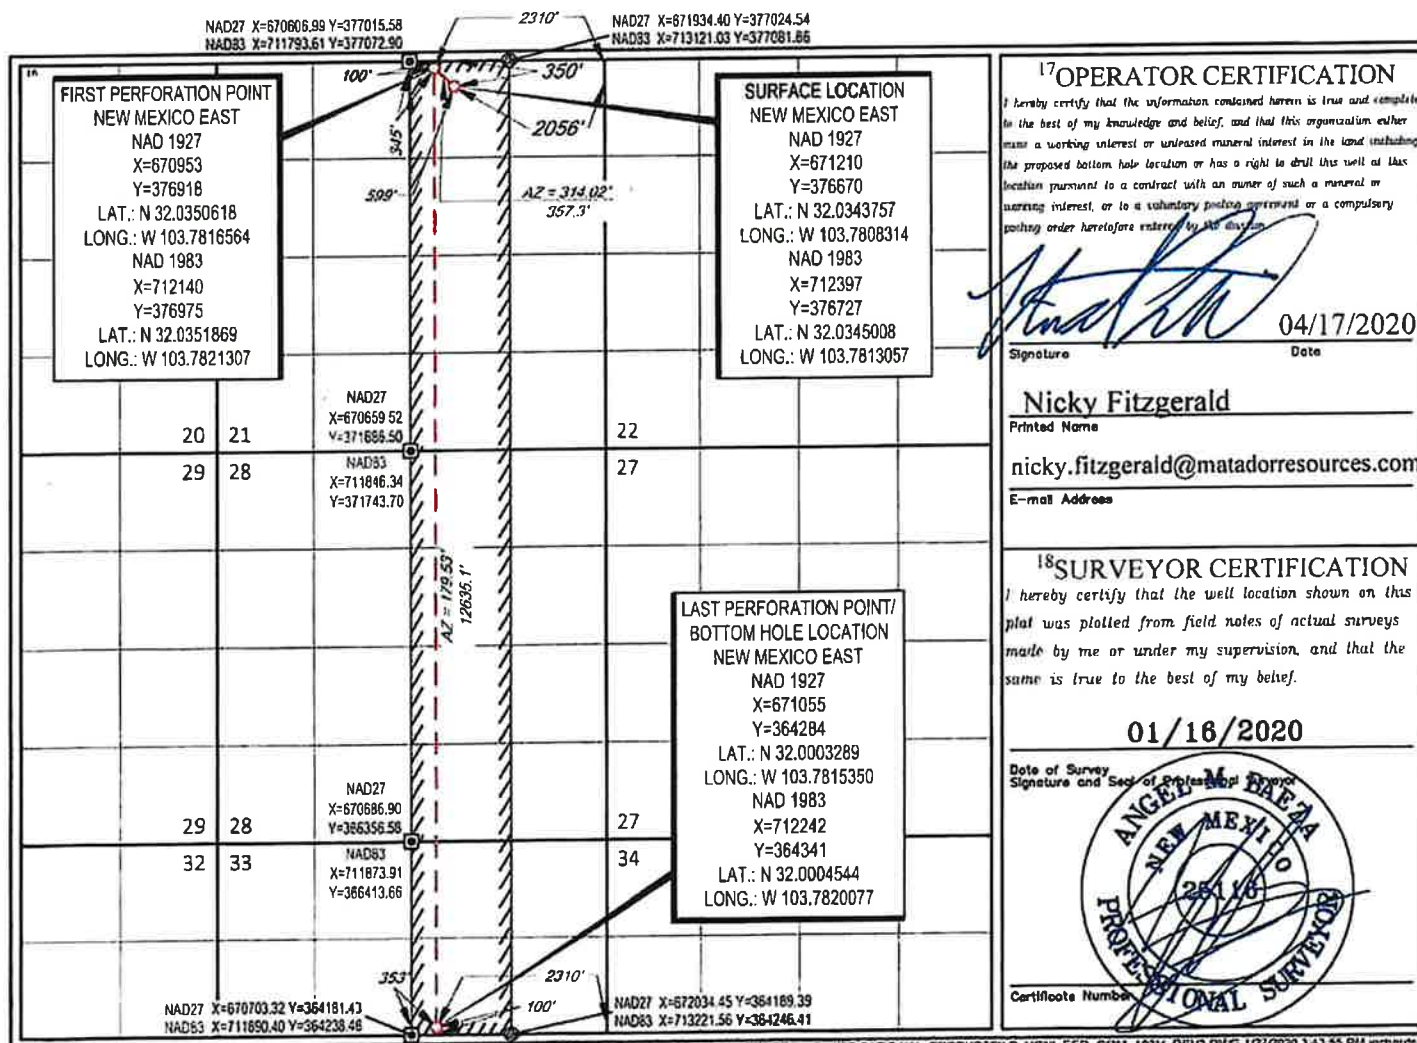 NAD27 X=670606.99 Y=377015.58
NAD83 X=711793.61 Y=377072.90
2310'
NAD27 X=671934.40 Y=377024.54
NAD83 X=713121.03 Y=377081.66
100'
350'
2056'
345'
599'
AZ = 314.02°
357.3'
FIRST PERFORATION POINT
NEW MEXICO EAST
NAD 1927
X=670953
Y=376918
LAT.: N 32.0350618
LONG.: W 103.7816564
NAD 1983
X=712140
Y=376975
LAT.: N 32.0351869
LONG.: W 103.7821307
SURFACE LOCATION
NEW MEXICO EAST
NAD 1927
X=671210
Y=376670
LAT.: N 32.0343757
LONG.: W 103.7808314
NAD 1983
X=712397
Y=376727
LAT.: N 32.0345008
LONG.: W 103.7813057
20 21
29 28
NAD27
X=670659.52
Y=371686.50
NAD83
X=711846.34
Y=371743.70
22
27
AZ = 179.53°
12635.1'
LAST PERFORATION POINT/
BOTTOM HOLE LOCATION
NEW MEXICO EAST
NAD 1927
X=671055
Y=364284
LAT.: N 32.0003289
LONG.: W 103.7815350
NAD 1983
X=712242
Y=364341
LAT.: N 32.0004544
LONG.: W 103.7820077
29 28
32 33
NAD27
X=670686.90
Y=366356.58
NAD83
X=711873.91
Y=366413.66
27
34
353'
2310'
100'
NAD27 X=670703.32 Y=364181.43
NAD83 X=711890.40 Y=364238.46
NAD27 X=672034.45 Y=364189.39
NAD83 X=713221.56 Y=364246.41
17 OPERATOR CERTIFICATION
I hereby certify that the information contained herein is true and complete
to the best of my knowledge and belief, and that this organization either
owns a working interest or unleased mineral interest in the land including
the proposed bottom hole location or has a right to drill this well at this
location pursuant to a contract with an owner of such a mineral or
working interest, or to a voluntary pooling agreement or a compulsory
pooling order heretofore entered by the division.
04/17/2020
Signature Date
Nicky Fitzgerald
Printed Name
nicky.fitzgerald@matadorresources.com
E-mail Address
18 SURVEYOR CERTIFICATION
I hereby certify that the well location shown on this
plat was plotted from field notes of actual surveys
made by me or under my supervision, and that the
same is true to the best of my belief.
01/16/2020
Date of Survey
Signature and Seal of Professional Surveyor
ANGEL M. BAEZA
NEW MEXICO
25116
PROFESSIONAL SURVEYOR
Certificate Number